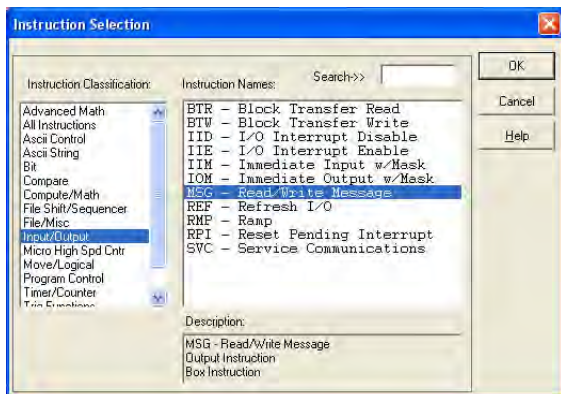 Instruction Selection
Instruction Classification:
Advanced Math
All Instructions
Ascii Control
Ascii String
Bit
Compare
Compute/Math
File Shift/Sequencer
File/Misc
Input/Output
Micro High Spd Cntr
Move/Logical
Program Control
Timer/Counter
Trig Functions
Instruction Names:
Search->>
BTR - Block Transfer Read
BTW - Block Transfer Write
IID - I/O Interrupt Disable
IIE - I/O Interrupt Enable
IIM - Immediate Input w/Mask
IOM - Immediate Output w/Mask
MSG - Read/Write Message
REF - Refresh I/O
RMP - Ramp
RPI - Reset Pending Interrupt
SVC - Service Communications
Description:
MSG - Read/Write Message
Output Instruction
Box Instruction
OK
Cancel
Help